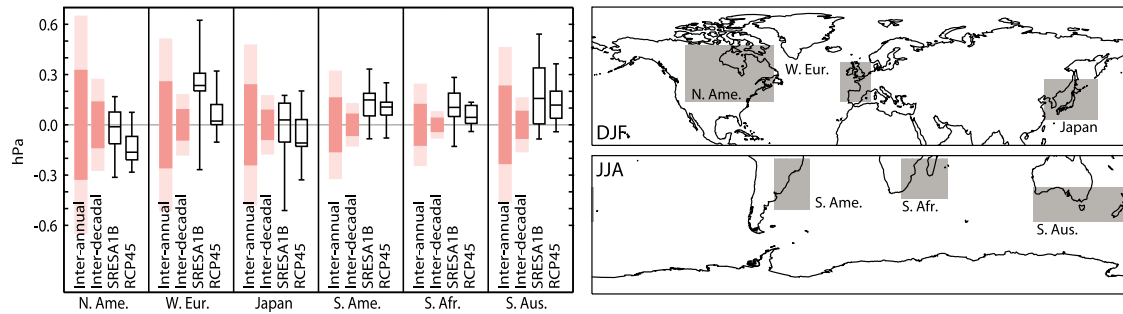 0.6
0.3
0.0
-0.3
-0.6
hPa
Inter-annual
Inter-decadal
SRESA1B
RCP45
Inter-annual
Inter-decadal
SRESA1B
RCP45
Inter-annual
Inter-decadal
SRESA1B
RCP45
Inter-annual
Inter-decadal
SRESA1B
RCP45
Inter-annual
Inter-decadal
SRESA1B
RCP45
Inter-annual
Inter-decadal
SRESA1B
RCP45
N. Ame.
W. Eur.
Japan
S. Ame.
S. Afr.
S. Aus.
W. Eur.
N. Ame.
Japan
DJF
JJA
S. Ame.
S. Afr.
S. Aus.